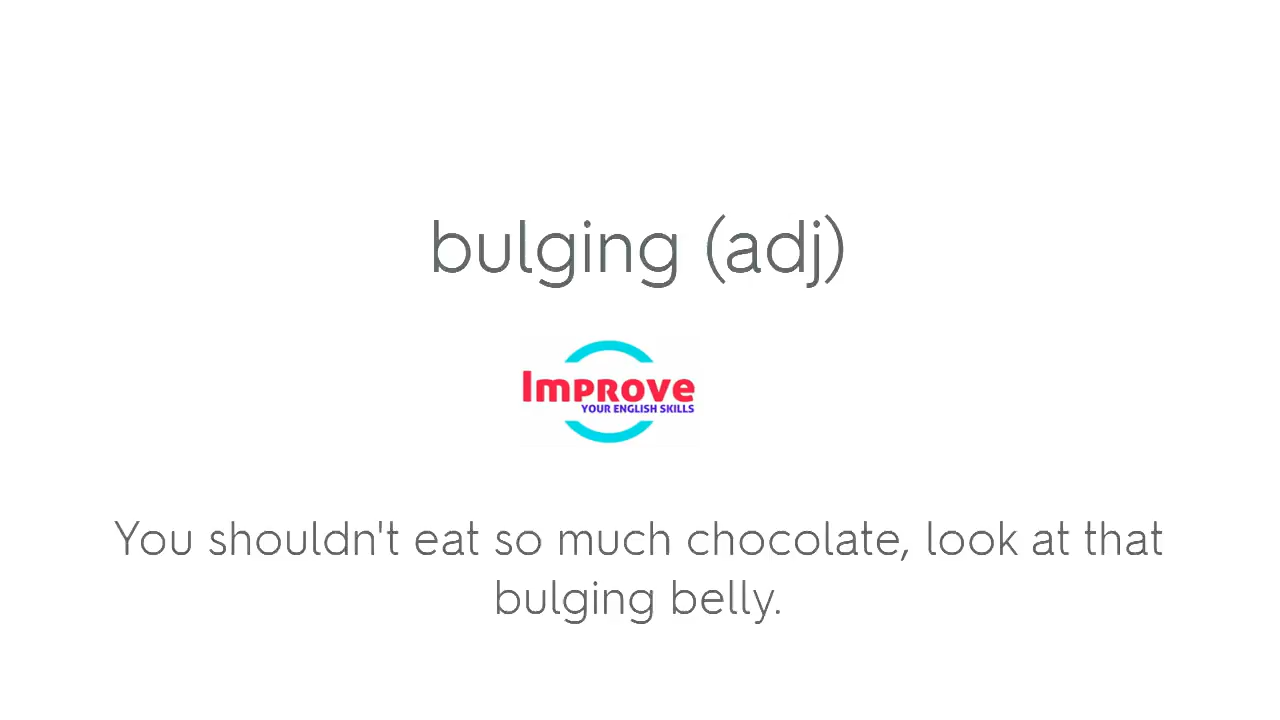 bulging (adj)
Improve
YOUR ENGLISH SKILLS
You shouldn't eat so much chocolate, look at that
bulging belly.